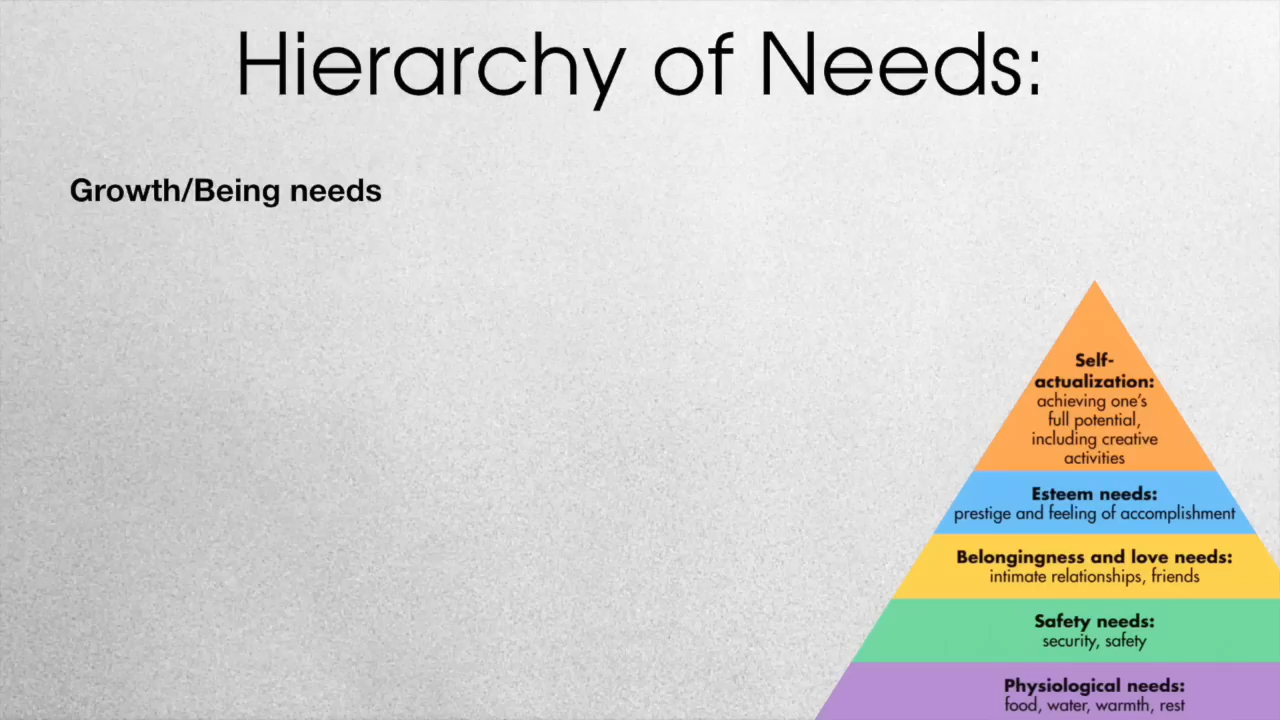 Hierarchy of Needs:
Growth/Being needs
Self-
actualization:
achieving one's
full potential,
including creative
activities
Esteem needs:
prestige and feeling of accomplishment
Belongingness and love needs:
intimate relationships, friends
Safety needs:
security, safety
Physiological needs:
food, water, warmth, rest